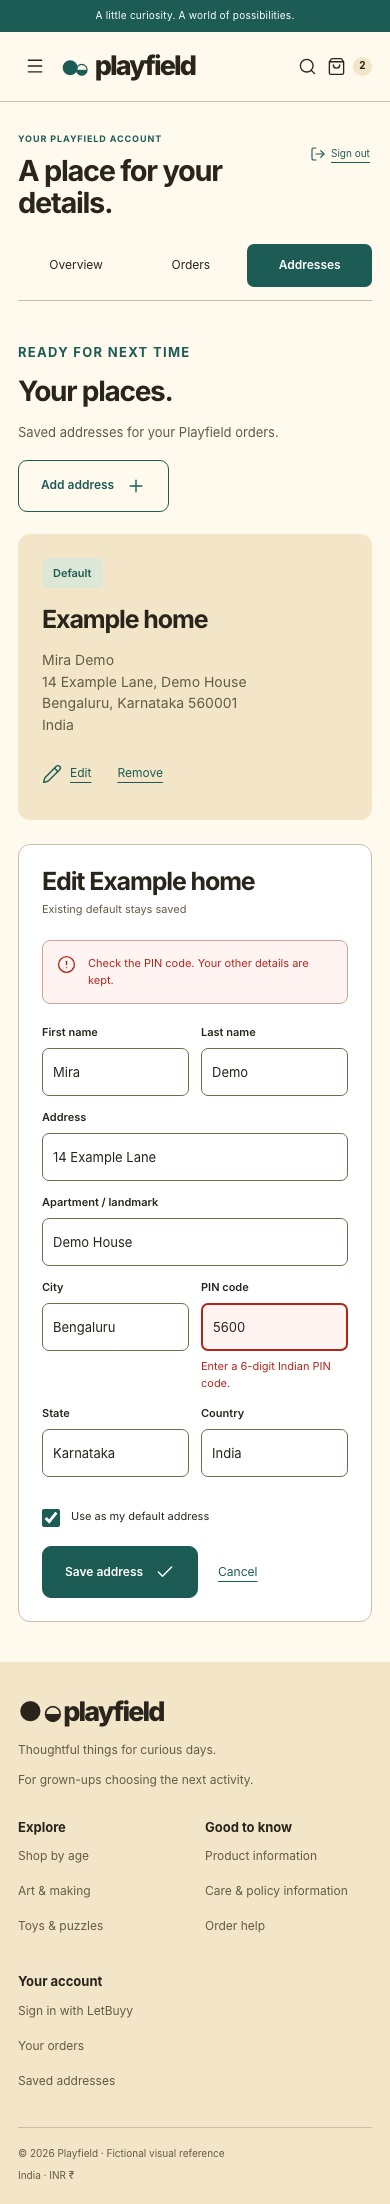 A little curiosity. A world of possibilities.
playfield
2
YOUR PLAYFIELD ACCOUNT
A place for your
details.
Sign out
Overview
Orders
Addresses
READY FOR NEXT TIME
Your places.
Saved addresses for your Playfield orders.
Add address
Default
Example home
Mira Demo
14 Example Lane, Demo House
Bengaluru, Karnataka 560001
India
Edit
Remove
Edit Example home
Existing default stays saved
Check the PIN code. Your other details are
kept.
First name
Last name
Mira
Demo
Address
14 Example Lane
Apartment / landmark
Demo House
City
PIN code
Bengaluru
5600
Enter a 6-digit Indian PIN
code.
State
Country
Karnataka
India
Use as my default address
Save address
Cancel
playfield
Thoughtful things for curious days.
For grown-ups choosing the next activity.
Explore
Good to know
Shop by age
Product information
Art & making
Care & policy information
Toys & puzzles
Order help
Your account
Sign in with LetBuyy
Your orders
Saved addresses
© 2026 Playfield · Fictional visual reference
India · INR ₹